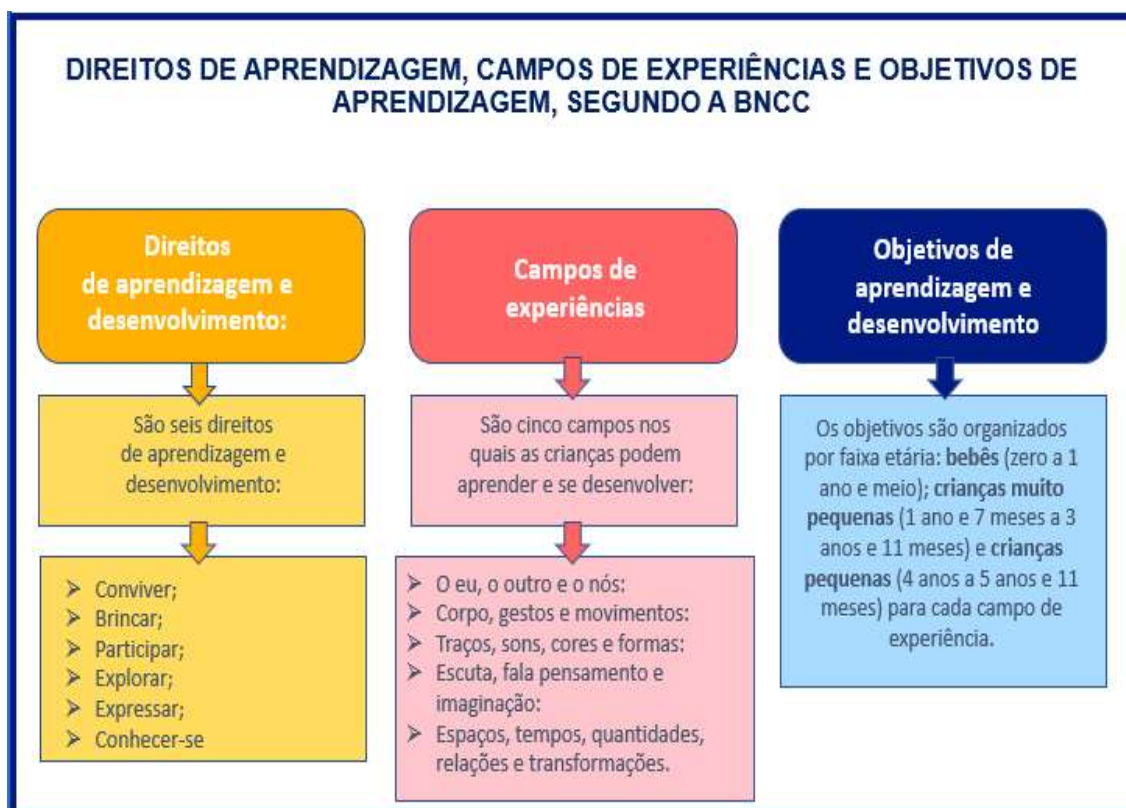 DIREITOS DE APRENDIZAGEM, CAMPOS DE EXPERIÊNCIAS E OBJETIVOS DE
APRENDIZAGEM, SEGUNDO A BNCC
Direitos
de aprendizagem e
desenvolvimento:
São seis direitos
de aprendizagem e
desenvolvimento:
➢ Conviver;
➢ Brincar;
➢ Participar;
➢ Explorar;
➢ Expressar;
➢ Conhecer-se
Campos de
experiências
São cinco campos nos
quais as crianças podem
aprender e se desenvolver:
➢ O eu, o outro e o nós:
➢ Corpo, gestos e movimentos:
➢ Traços, sons, cores e formas:
➢ Escuta, fala pensamento e
imaginação:
➢ Espaços, tempos, quantidades,
relações e transformações.
Objetivos de
aprendizagem e
desenvolvimento
Os objetivos são organizados
por faixa etária: bebês (zero a 1
ano e meio); crianças muito
pequenas (1 ano e 7 meses a 3
anos e 11 meses) e crianças
pequenas (4 anos a 5 anos e 11
meses) para cada campo de
experiência.